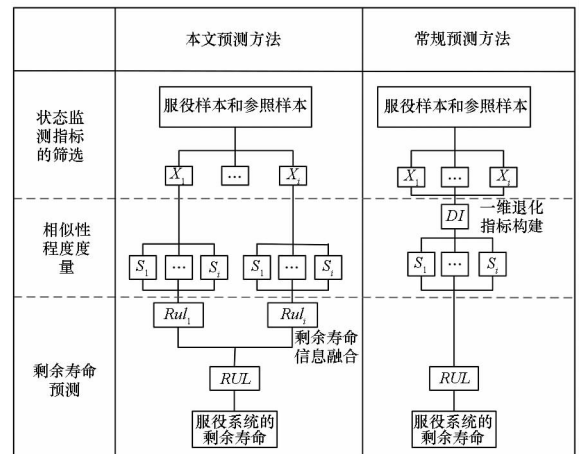 本文预测方法
常规预测方法
状态监
测指标
的筛选
服役样本和参照样本
X₁
...
Xᵢ
服役样本和参照样本
X₁
...
Xᵢ
相似性
程度度
量
S₁
...
Sᵢ
S₁
...
Sᵢ
DI
一维退化
指标构建
S₁
...
Sᵢ
剩余寿命
预测
Rul₁
Rulᵢ
剩余寿命
信息融合
RUL
服役系统的
剩余寿命
RUL
服役系统的
剩余寿命